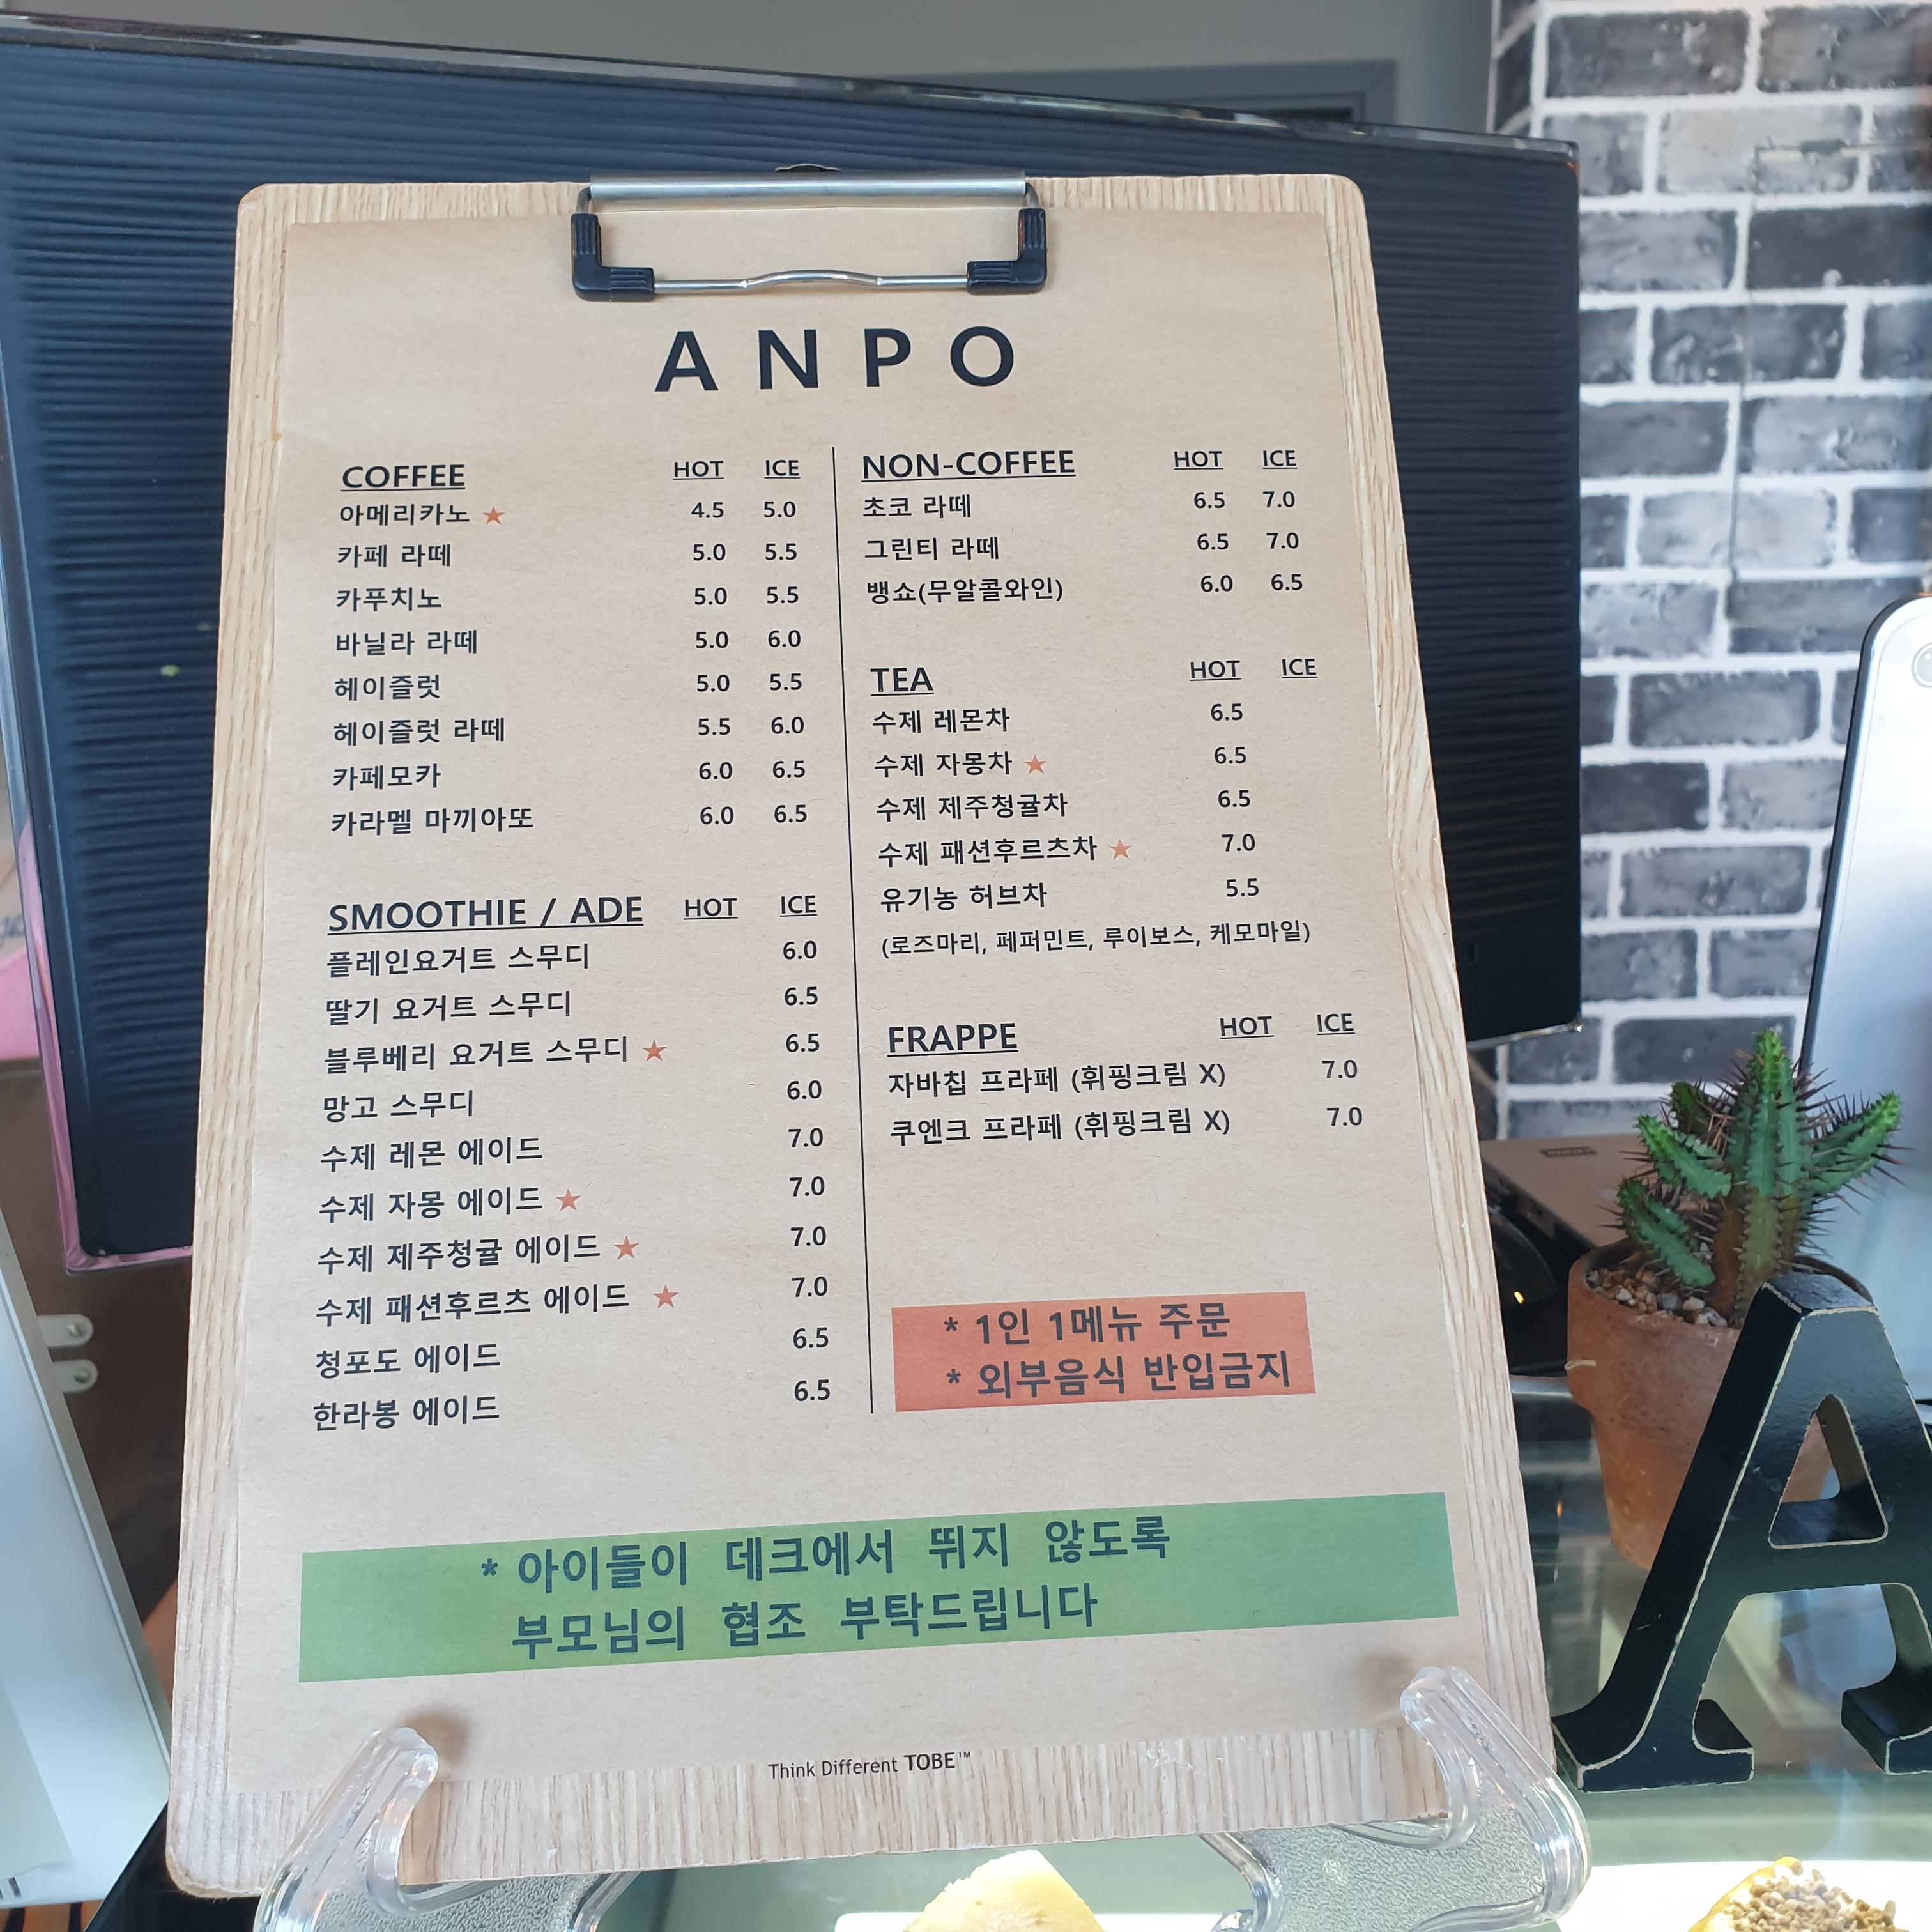 ANPO
COFFEE HOT ICE
아메리카노 ★ 4.5 5.0
카페 라떼 5.0 5.5
카푸치노 5.0 5.5
바닐라 라떼 5.0 6.0
헤이즐럿 5.0 5.5
헤이즐럿 라떼 5.5 6.0
카페모카 6.0 6.5
카라멜 마끼아또 6.0 6.5
SMOOTHIE / ADE HOT ICE
플레인요거트 스무디 6.0
딸기 요거트 스무디 6.5
블루베리 요거트 스무디 ★ 6.5
망고 스무디 6.0
수제 레몬 에이드 7.0
수제 자몽 에이드 ★ 7.0
수제 제주청귤 에이드 ★ 7.0
수제 패션후르츠 에이드 ★ 7.0
청포도 에이드 6.5
한라봉 에이드 6.5
NON-COFFEE HOT ICE
초코 라떼 6.5 7.0
그린티 라떼 6.5 7.0
뱅쇼(무알콜와인) 6.0 6.5
TEA HOT ICE
수제 레몬차 6.5
수제 자몽차 ★ 6.5
수제 제주청귤차 6.5
수제 패션후르츠차 ★ 7.0
유기농 허브차 5.5
(로즈마리, 페퍼민트, 루이보스, 케모마일)
FRAPPE HOT ICE
자바칩 프라페 (휘핑크림 X) 7.0
쿠엔크 프라페 (휘핑크림 X) 7.0
* 1인 1메뉴 주문
* 외부음식 반입금지
* 아이들이 데크에서 뛰지 않도록
부모님의 협조 부탁드립니다
Think Different TOBE™
A